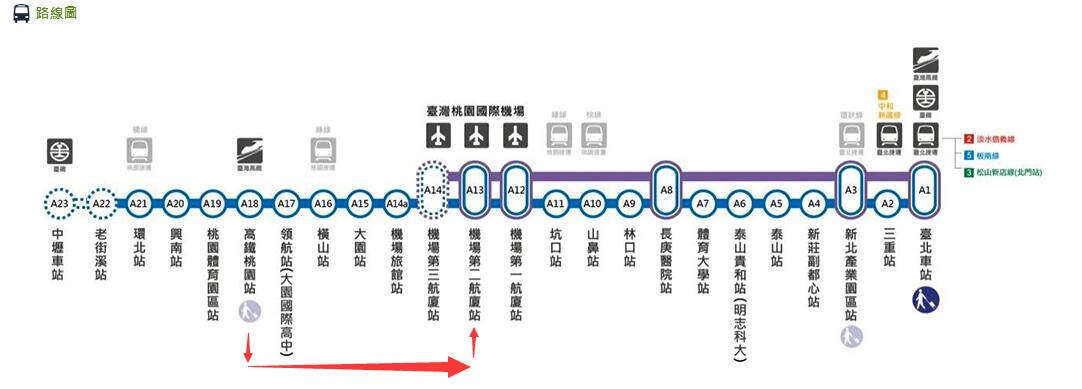 路線圖
臺灣高鐵
4
中和
新蘆線
臺灣桃園國際機場
橘線
綠線
綠線
棕線
環狀線
臺鐵
臺鐵
桃園捷運
臺灣高鐵
桃園捷運
桃園捷運
桃園捷運
臺北捷運
臺北捷運
臺北捷運
2 淡水信義線
5 板南線
3 松山新店線(北門站)
A23
A22
A21
A20
A19
A18
A17
A16
A15
A14a
A14
A13
A12
A11
A10
A9
A8
A7
A6
A5
A4
A3
A2
A1
中壢車站
老街溪站
環北站
興南站
桃園體育園區站
高鐵桃園站
領航站(大園國際高中)
橫山站
大園站
機場旅館站
機場第三航廈站
機場第二航廈站
機場第一航廈站
坑口站
山鼻站
林口站
長庚醫院站
體育大學站
泰山貴和站(明志科大)
泰山站
新莊副都心站
新北產業園區站
三重站
臺北車站